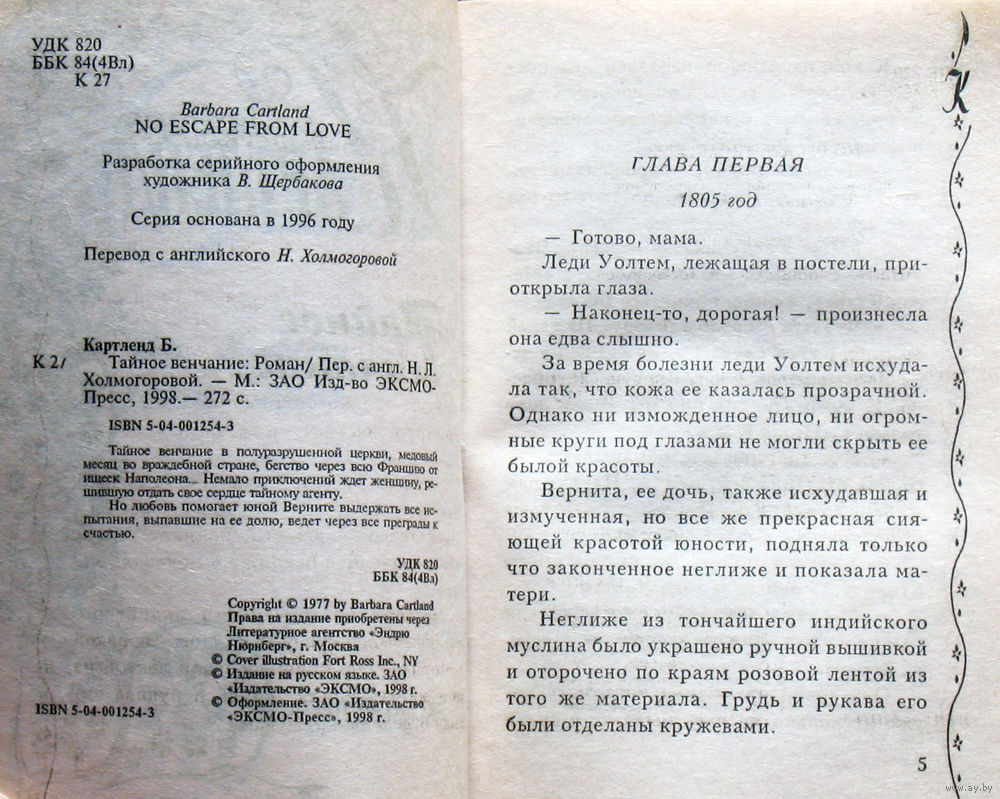 УДК 820
ББК 84(4Вл)
К 27
Barbara Cartland
NO ESCAPE FROM LOVE
Разработка серийного оформления
художника В. Щербакова
Серия основана в 1996 году
Перевод с английского Н. Холмогоровой
Картленд Б.
К 27 Тайное венчание: Роман/ Пер. с англ. Н. Л.
Холмогоровой. — М.: ЗАО Изд-во ЭКСМО-
Пресс, 1998.— 272 с.
ISBN 5-04-001254-3
Тайное венчание в полуразрушенной церкви, медовый
месяц во враждебной стране, бегство через всю Францию от
ищеек Наполеона... Немало приключений ждет женщину, ре-
шившую отдать свое сердце тайному агенту.
Но любовь помогает юной Верните выдержать все ис-
пытания, выпавшие на ее долю, ведет через все преграды к
счастью.
УДК 820
ББК 84(4Вл)
Copyright © 1977 by Barbara Cartland
Права на издание приобретены через
Литературное агентство «Эндрю
Нюрнберг», г. Москва
© Cover illustration Fort Ross Inc., NY
© Издание на русском языке. ЗАО
«Издательство «ЭКСМО», 1998 г.
© Оформление. ЗАО «Издательство
«ЭКСМО-Пресс», 1998 г.
ISBN 5-04-001254-3
К
ГЛАВА ПЕРВАЯ
1805 год
— Готово, мама.
Леди Уолтем, лежащая в постели, при-
открыла глаза.
— Наконец-то, дорогая! — произнесла
она едва слышно.
За время болезни леди Уолтем исхуда-
ла так, что кожа ее казалась прозрачной.
Однако ни изможденное лицо, ни огром-
ные круги под глазами не могли скрыть ее
былой красоты.
Вернита, ее дочь, также исхудавшая и
измученная, но все же прекрасная сия-
ющей красотой юности, подняла только
что законченное неглиже и показала ма-
тери.
Неглиже из тончайшего индийского
муслина было украшено ручной вышивкой
и оторочено по краям розовой лентой из
того же материала. Грудь и рукава его
были отделаны кружевами.
5
www.ay.by